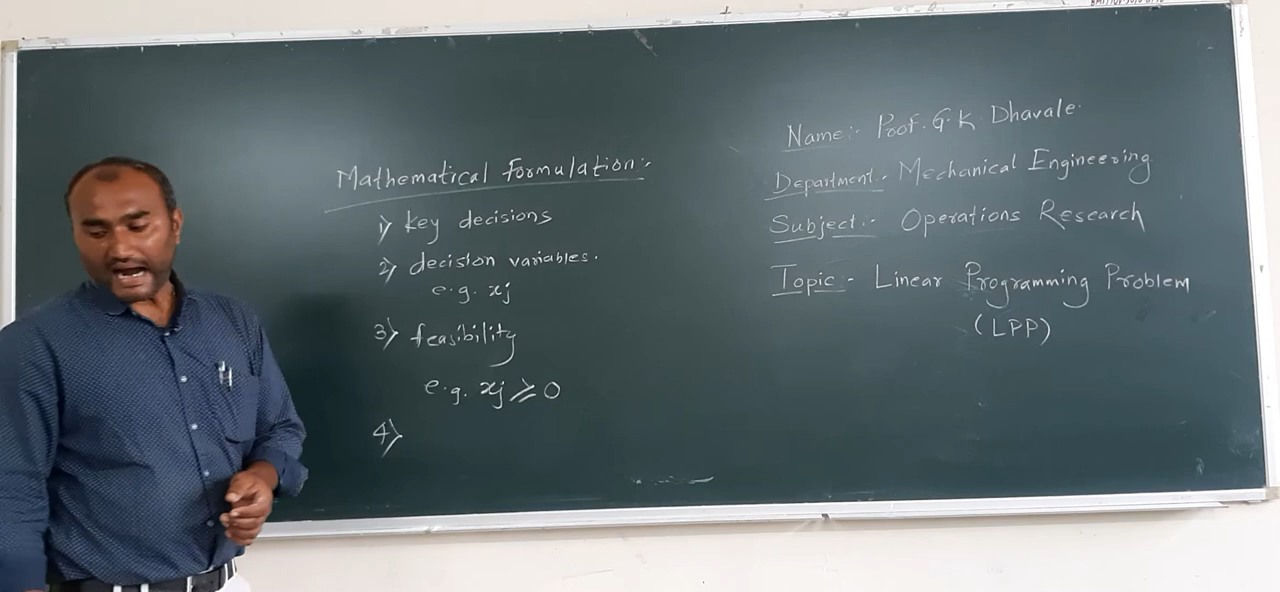 Mathematical formulation:-
1) key decisions
2) decision variables.
e.g. xj
3) feasibility
e.g. xj ⩾ 0
4)
Name:- Prof. G. K Dhavale.
Department:- Mechanical Engineering
Subject:- Operations Research
Topic:- Linear Programming Problem
(LPP)